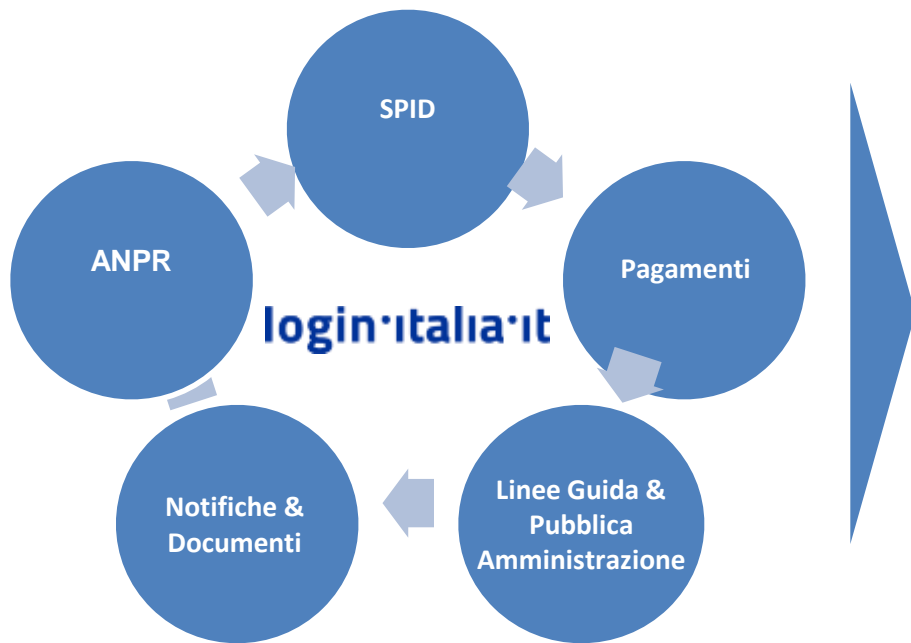 SPID
ANPR
Pagamenti
login·italia·it
Linee Guida &
Pubblica
Amministrazione
Notifiche &
Documenti